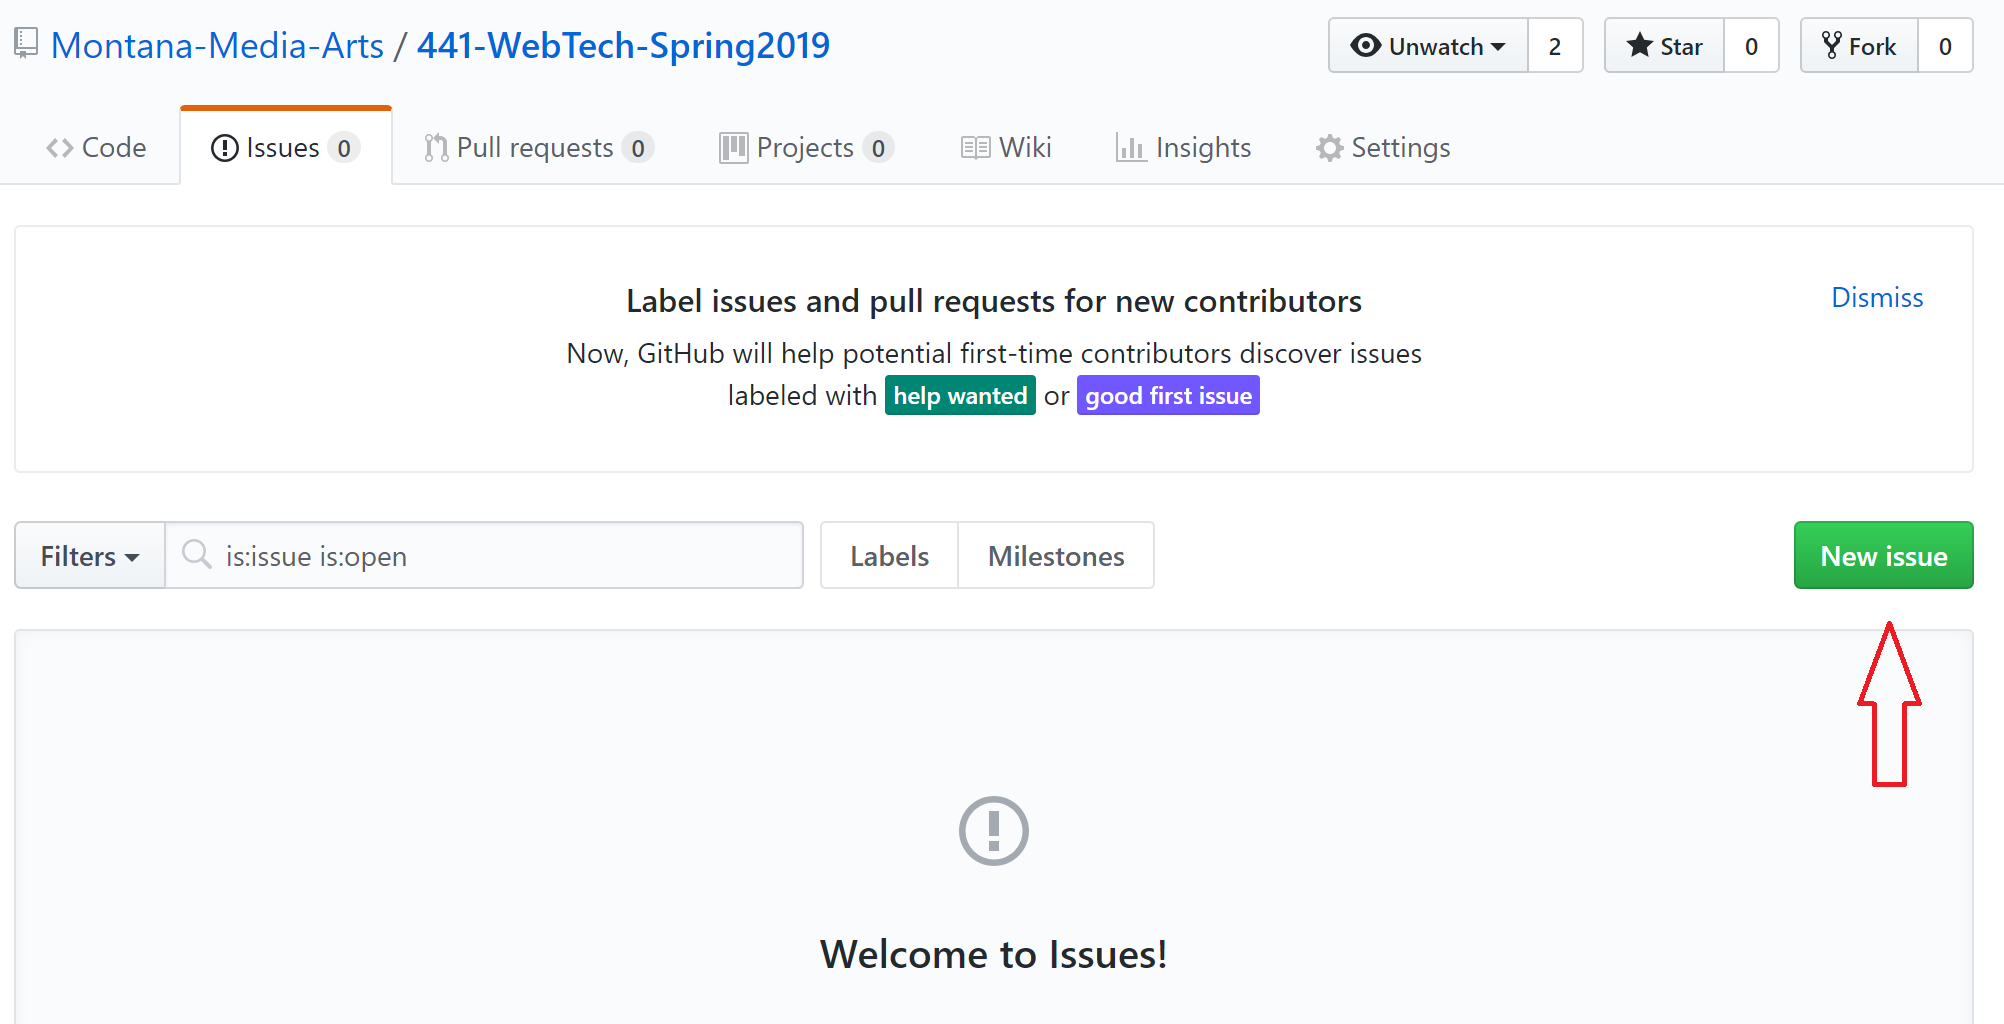 Montana-Media-Arts / 441-WebTech-Spring2019
Unwatch 2 Star 0 Fork 0
Code Issues 0 Pull requests 0 Projects 0 Wiki Insights Settings
Label issues and pull requests for new contributors
Dismiss
Now, GitHub will help potential first-time contributors discover issues
labeled with help wanted or good first issue
Filters is:issue is:open Labels Milestones New issue
Welcome to Issues!